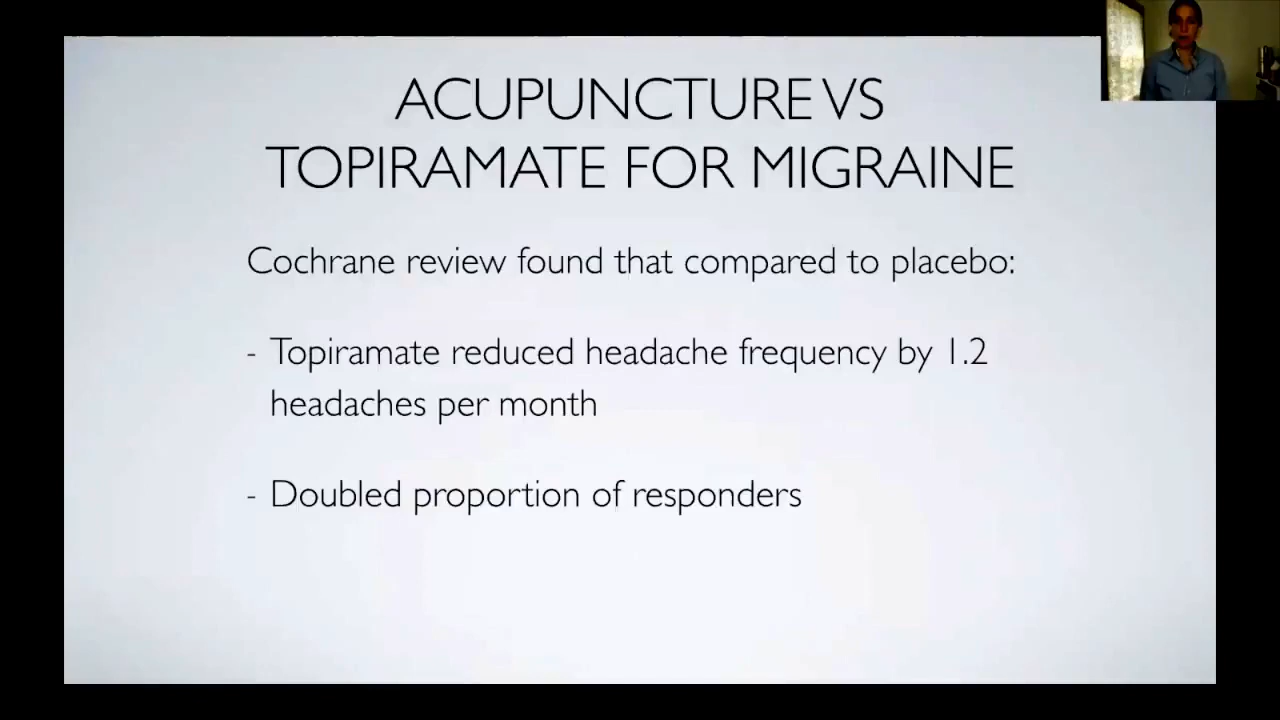 ACUPUNCTURE VS
TOPIRAMATE FOR MIGRAINE
Cochrane review found that compared to placebo:
- Topiramate reduced headache frequency by 1.2
headaches per month
- Doubled proportion of responders